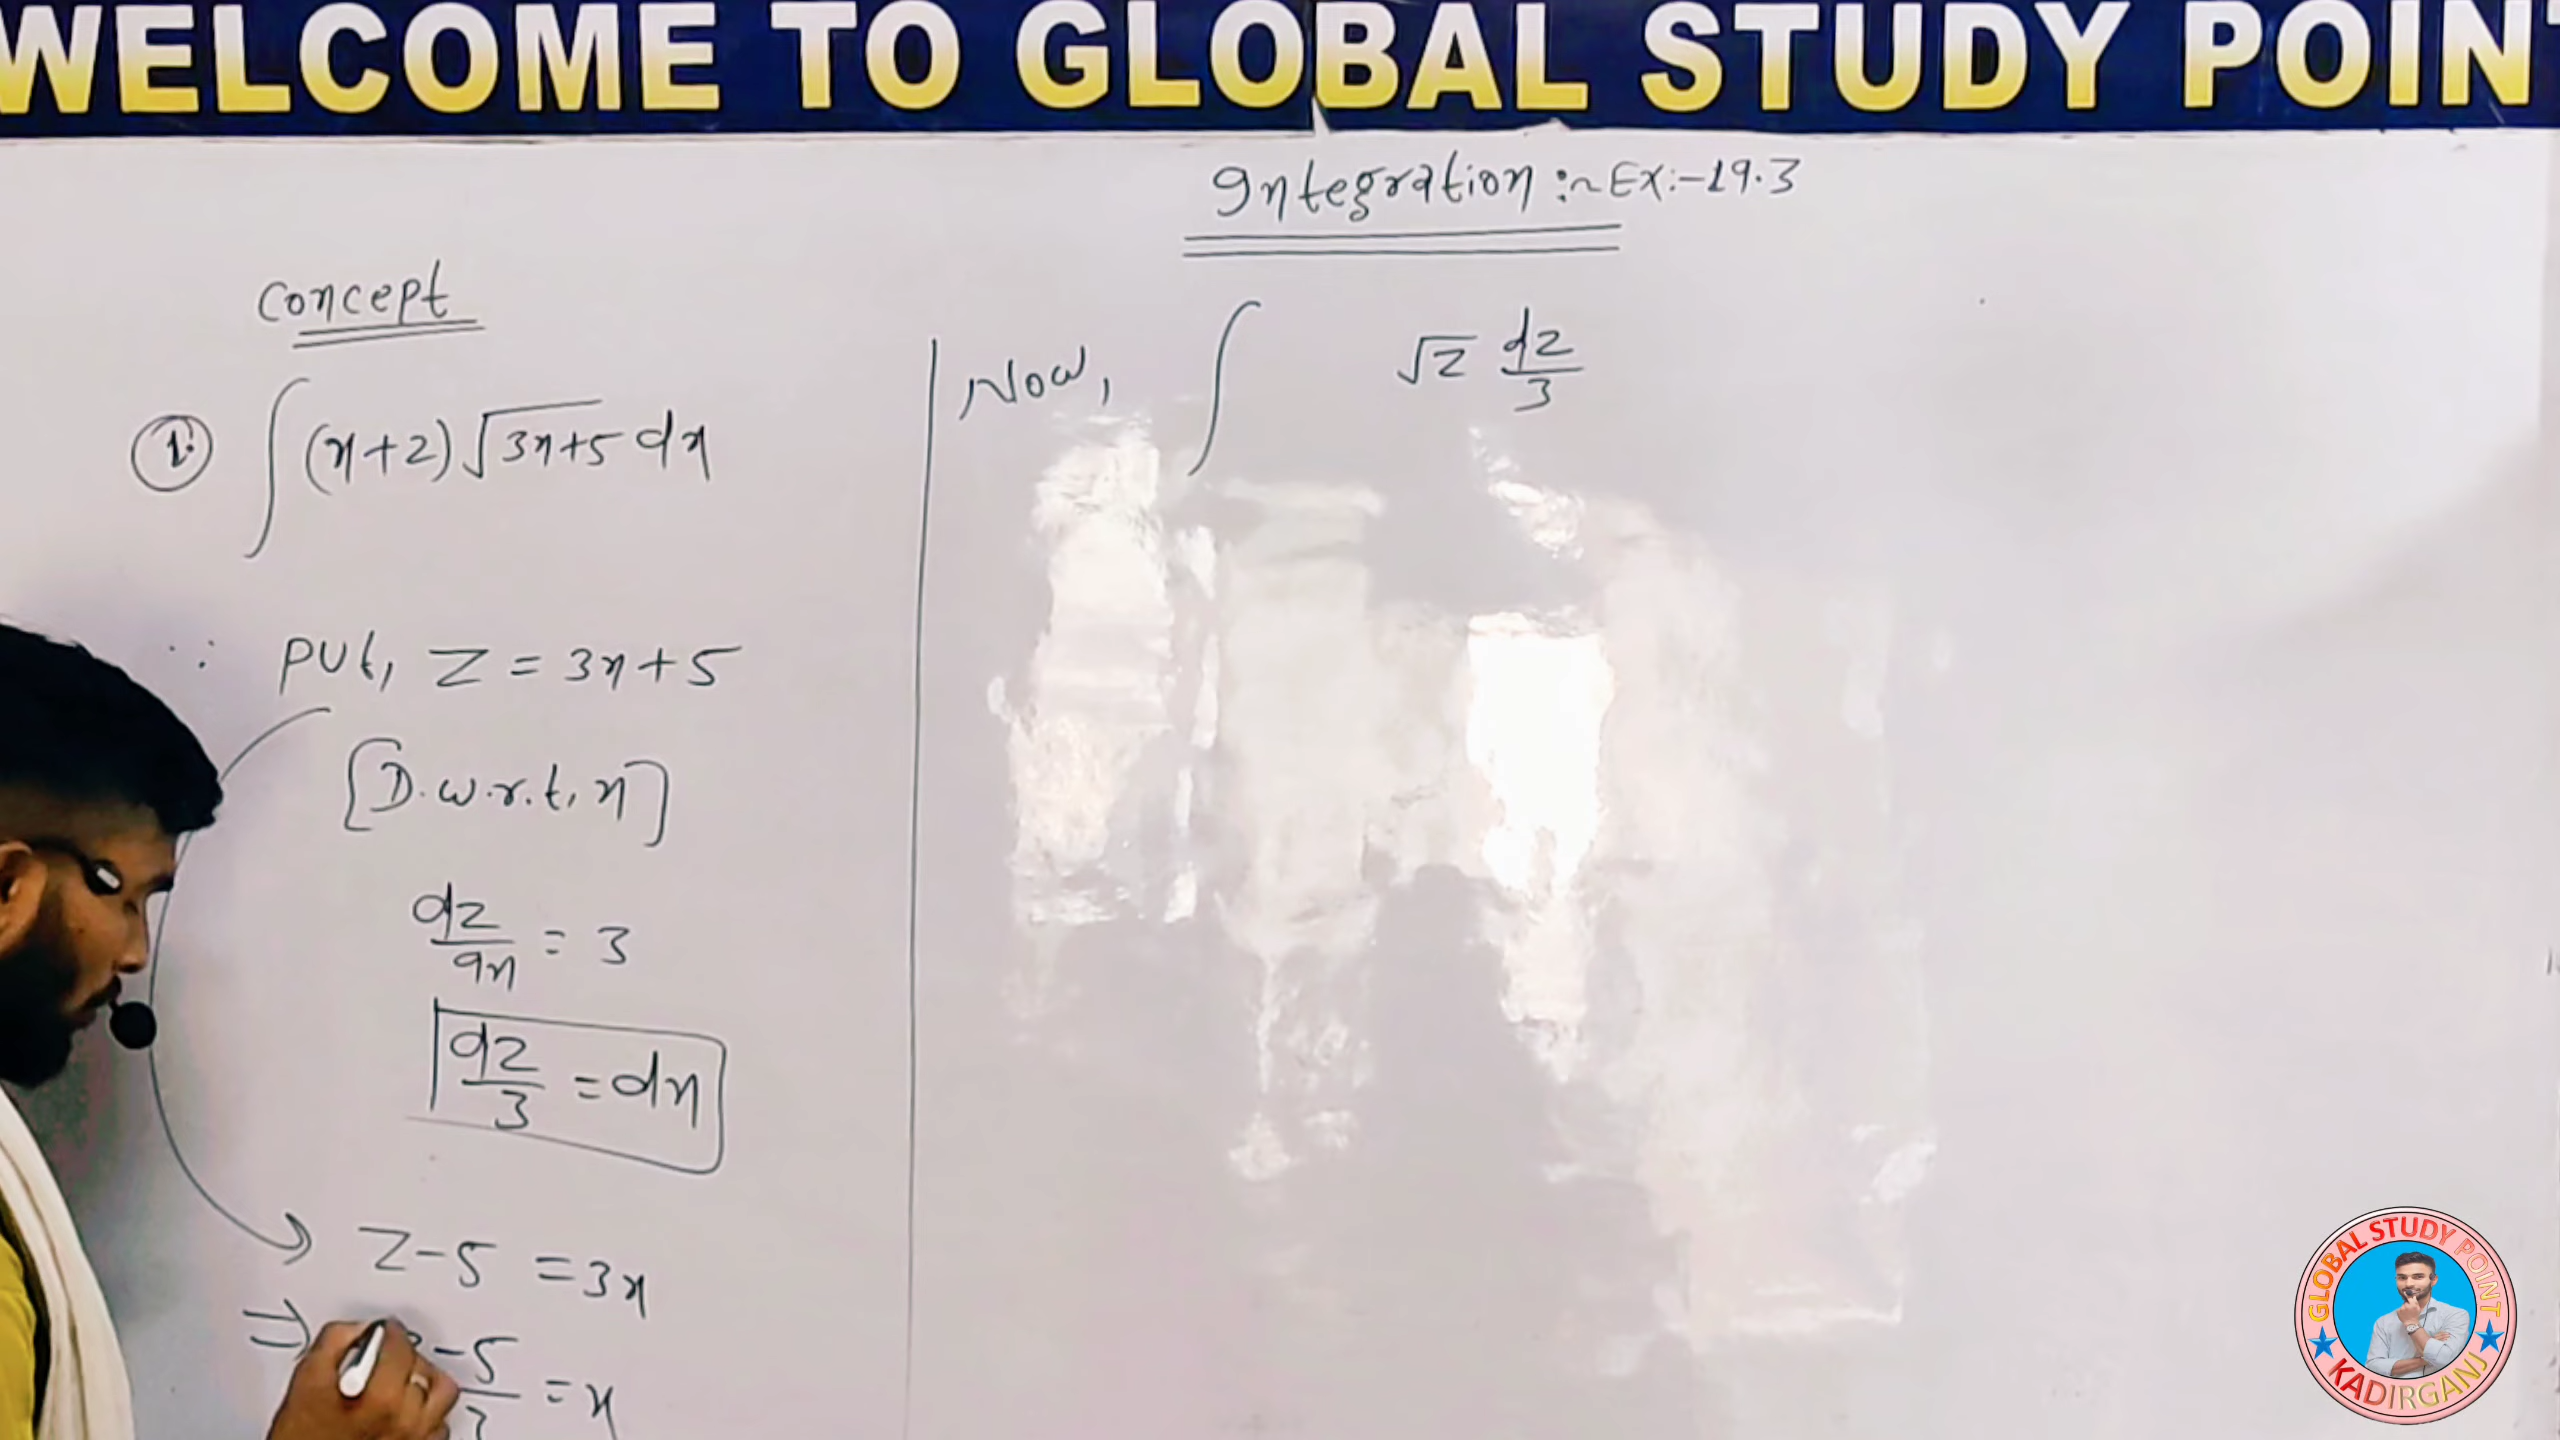 WELCOME TO GLOBAL STUDY POINT
Integration :~ Ex:-19.3
Concept
1. ∫ (x+2) √3x+5 dx
∵ put, z = 3x+5
[D.w.r.t. x]
dz/dx = 3
dz/3 = dx
→ z-5 = 3x
⇒ z-5/3 = x
Now, ∫ √z dz/3
GLOBAL STUDY POINT
KADIRGANJ